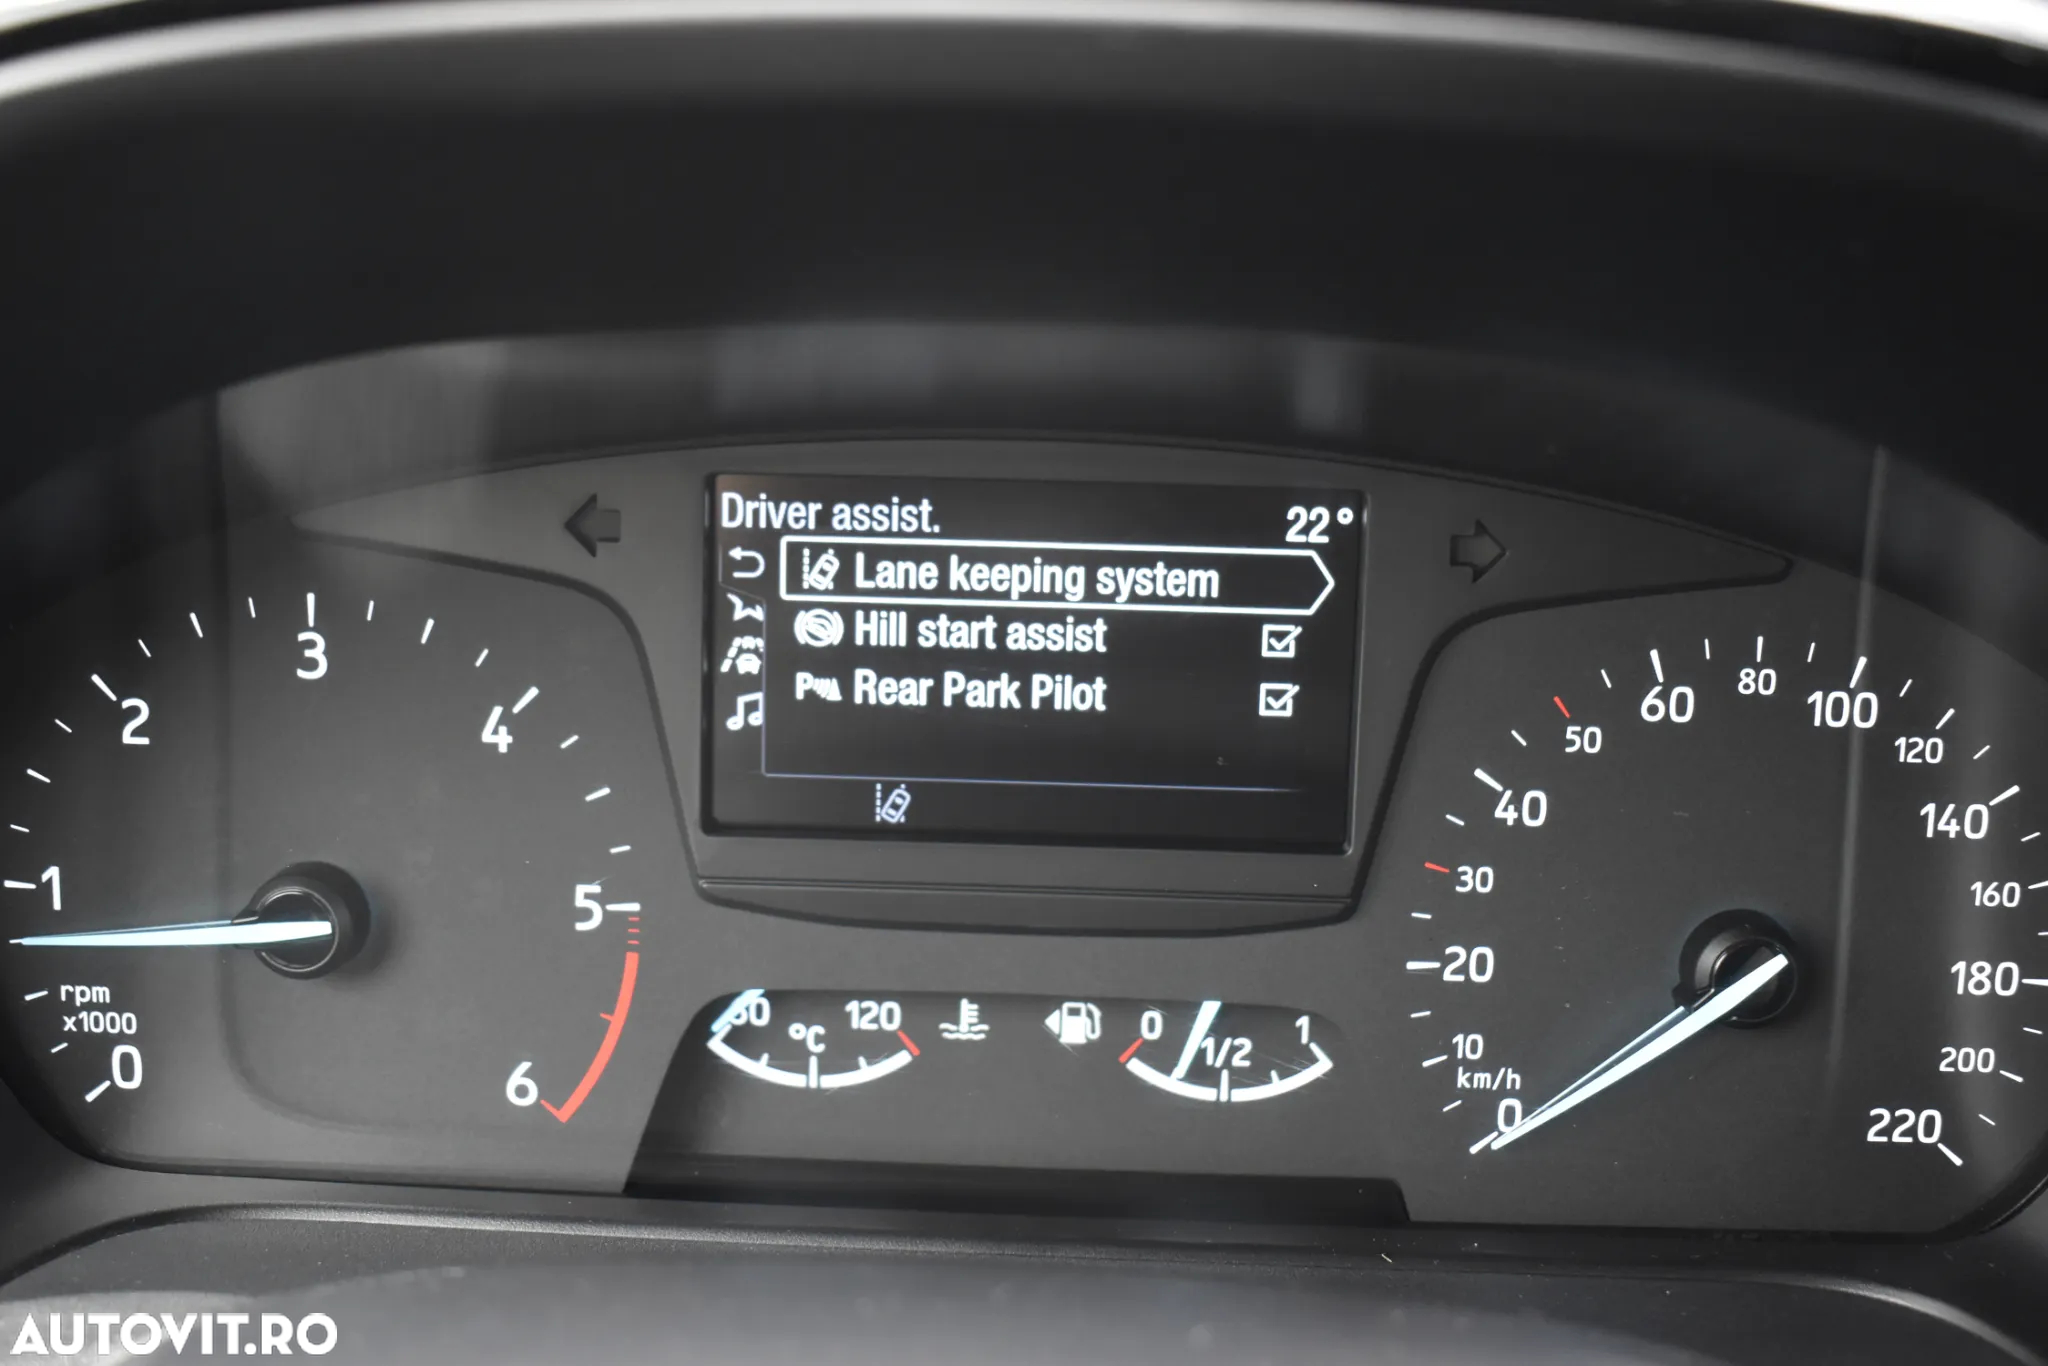 Driver assist. 22°
Lane keeping system
Hill start assist
Rear Park Pilot
0
1
2
3
4
5
6
rpm
x1000
°C 120
0 1/2 1
0
10
20
30
40
50
60
80
100
120
140
160
180
200
220
km/h
AUTOVIT.RO